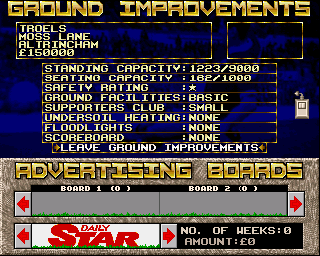 GROUND IMPROVEMENTS
TROELS
MOSS LANE
ALTRINCHAM
£150000
STANDING CAPACITY:1223/9000
SEATING CAPACITY :162/1000
SAFETY RATING :★
GROUND FACILITIES:BASIC
SUPPORTERS CLUB :SMALL
UNDERSOIL HEATING:NONE
FLOODLIGHTS :NONE
SCOREBOARD :NONE
LEAVE GROUND IMPROVEMENTS
ADVERTISING BOARDS
BOARD 1 (0 ) BOARD 2 (0 )
DAILY
STAR
NO. OF WEEKS:0
AMOUNT:£0